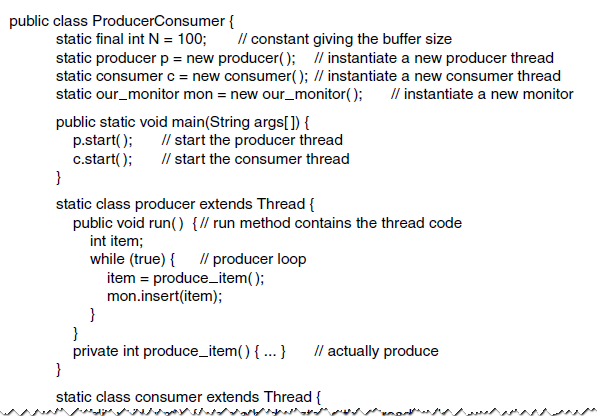 public class ProducerConsumer {
static final int N = 100; // constant giving the buffer size
static producer p = new producer( ); // instantiate a new producer thread
static consumer c = new consumer( ); // instantiate a new consumer thread
static our_monitor mon = new our_monitor( ); // instantiate a new monitor
public static void main(String args[ ]) {
p.start( ); // start the producer thread
c.start( ); // start the consumer thread
}
static class producer extends Thread {
public void run( ) { // run method contains the thread code
int item;
while (true) { // producer loop
item = produce_item( );
mon.insert(item);
}
}
private int produce_item( ) { ... } // actually produce
}
static class consumer extends Thread {